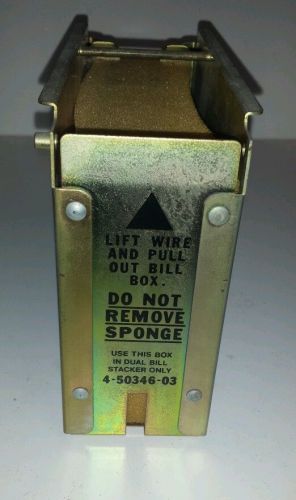 LIFT WIRE
AND PULL
OUT BILL
BOX.
DO NOT
REMOVE
SPONGE
USE THIS BOX
IN DUAL BILL
STACKER ONLY
4-50346-03